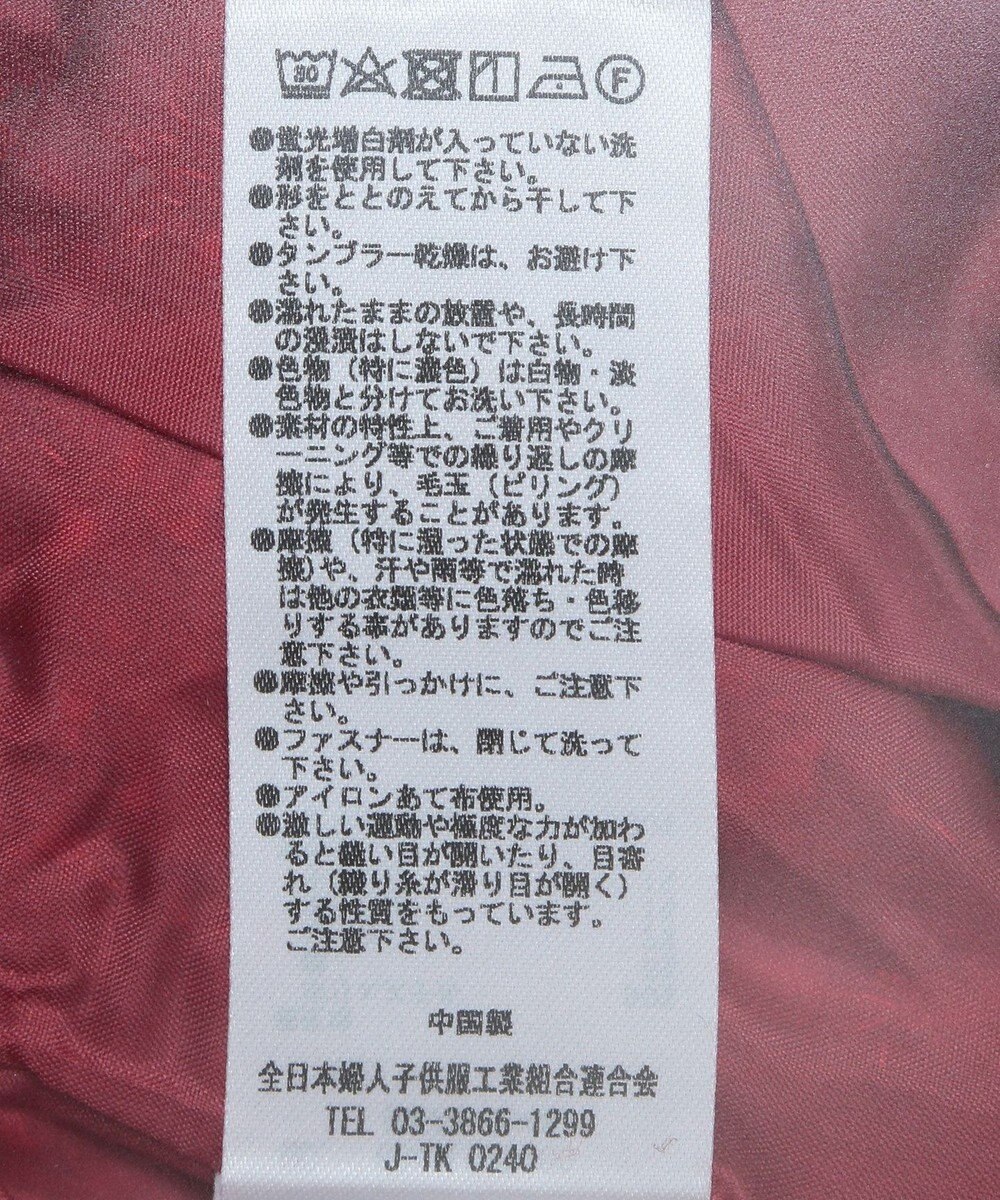 30
F
●蛍光増白剤が入っていない洗
剤を使用して下さい。
●形をととのえてから干して下
さい。
●タンブラー乾燥は、お避け下
さい。
●濡れたままの放置や、長時間
の浸漬はしないで下さい。
●色物（特に濃色）は白物・淡
色物と分けてお洗い下さい。
●素材の特性上、ご着用やクリ
ーニング等での繰り返しの摩
擦により、毛玉（ピリング）
が発生することがあります。
●摩擦（特に湿った状態での摩
擦）や、汗や雨等で濡れた時
は他の衣類等に色落ち・色移
りする事がありますのでご注
意下さい。
●摩擦や引っかけに、ご注意下
さい。
●ファスナーは、閉じて洗って
下さい。
●アイロンあて布使用。
●激しい運動や極度な力が加わ
ると縫い目が開いたり、目寄
れ（織り糸が滑り目が開く）
する性質をもっています。
ご注意下さい。
中国製
全日本婦人子供服工業組合連合会
TEL 03-3866-1299
J-TK 0240